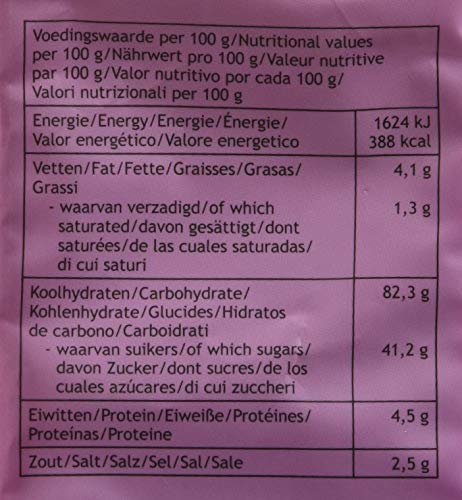 Voedingswaarde per 100 g/Nutritional values
per 100 g/Nährwert pro 100 g/Valeur nutritive
par 100 g/Valor nutritivo por cada 100 g/
Valori nutrizionali per 100 g
Energie/Energy/Energie/Énergie/ 1624 kJ
Valor energético/Valore energetico 388 kcal
Vetten/Fat/Fette/Graisses/Grasas/ 4,1 g
Grassi
- waarvan verzadigd/of which 1,3 g
saturated/davon gesättigt/dont
saturées/de las cuales saturadas/
di cui saturi
Koolhydraten/Carbohydrate/ 82,3 g
Kohlenhydrate/Glucides/Hidratos
de carbono/Carboidrati
- waarvan suikers/of which sugars/ 41,2 g
davon Zucker/dont sucres/de los
cuales azúcares/di cui zuccheri
Eiwitten/Protein/Eiweiße/Protéines/ 4,5 g
Proteínas/Proteine
Zout/Salt/Salz/Sel/Sal/Sale 2,5 g